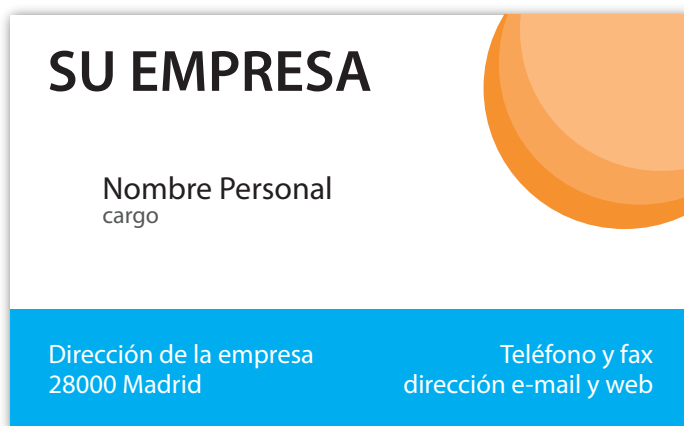 SU EMPRESA
Nombre Personal
cargo
Dirección de la empresa
28000 Madrid
Teléfono y fax
dirección e-mail y web